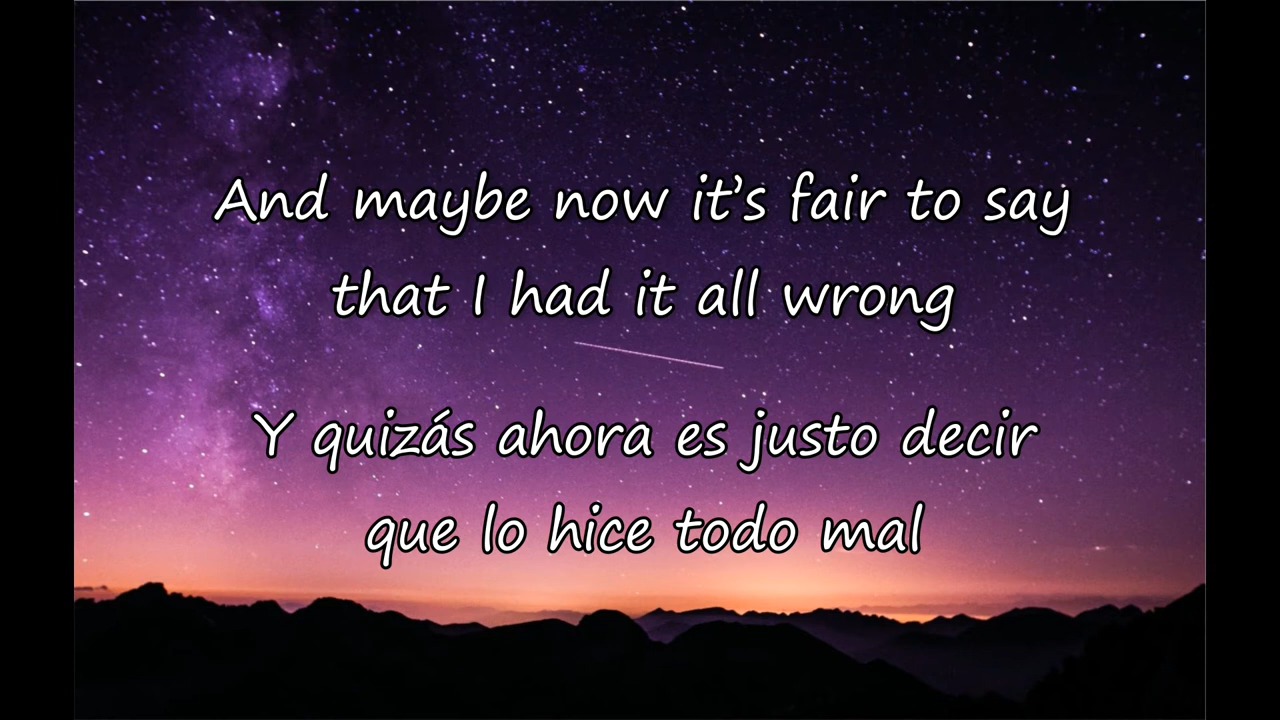 And maybe now it's fair to say
that I had it all wrong
Y quizás ahora es justo decir
que lo hice todo mal